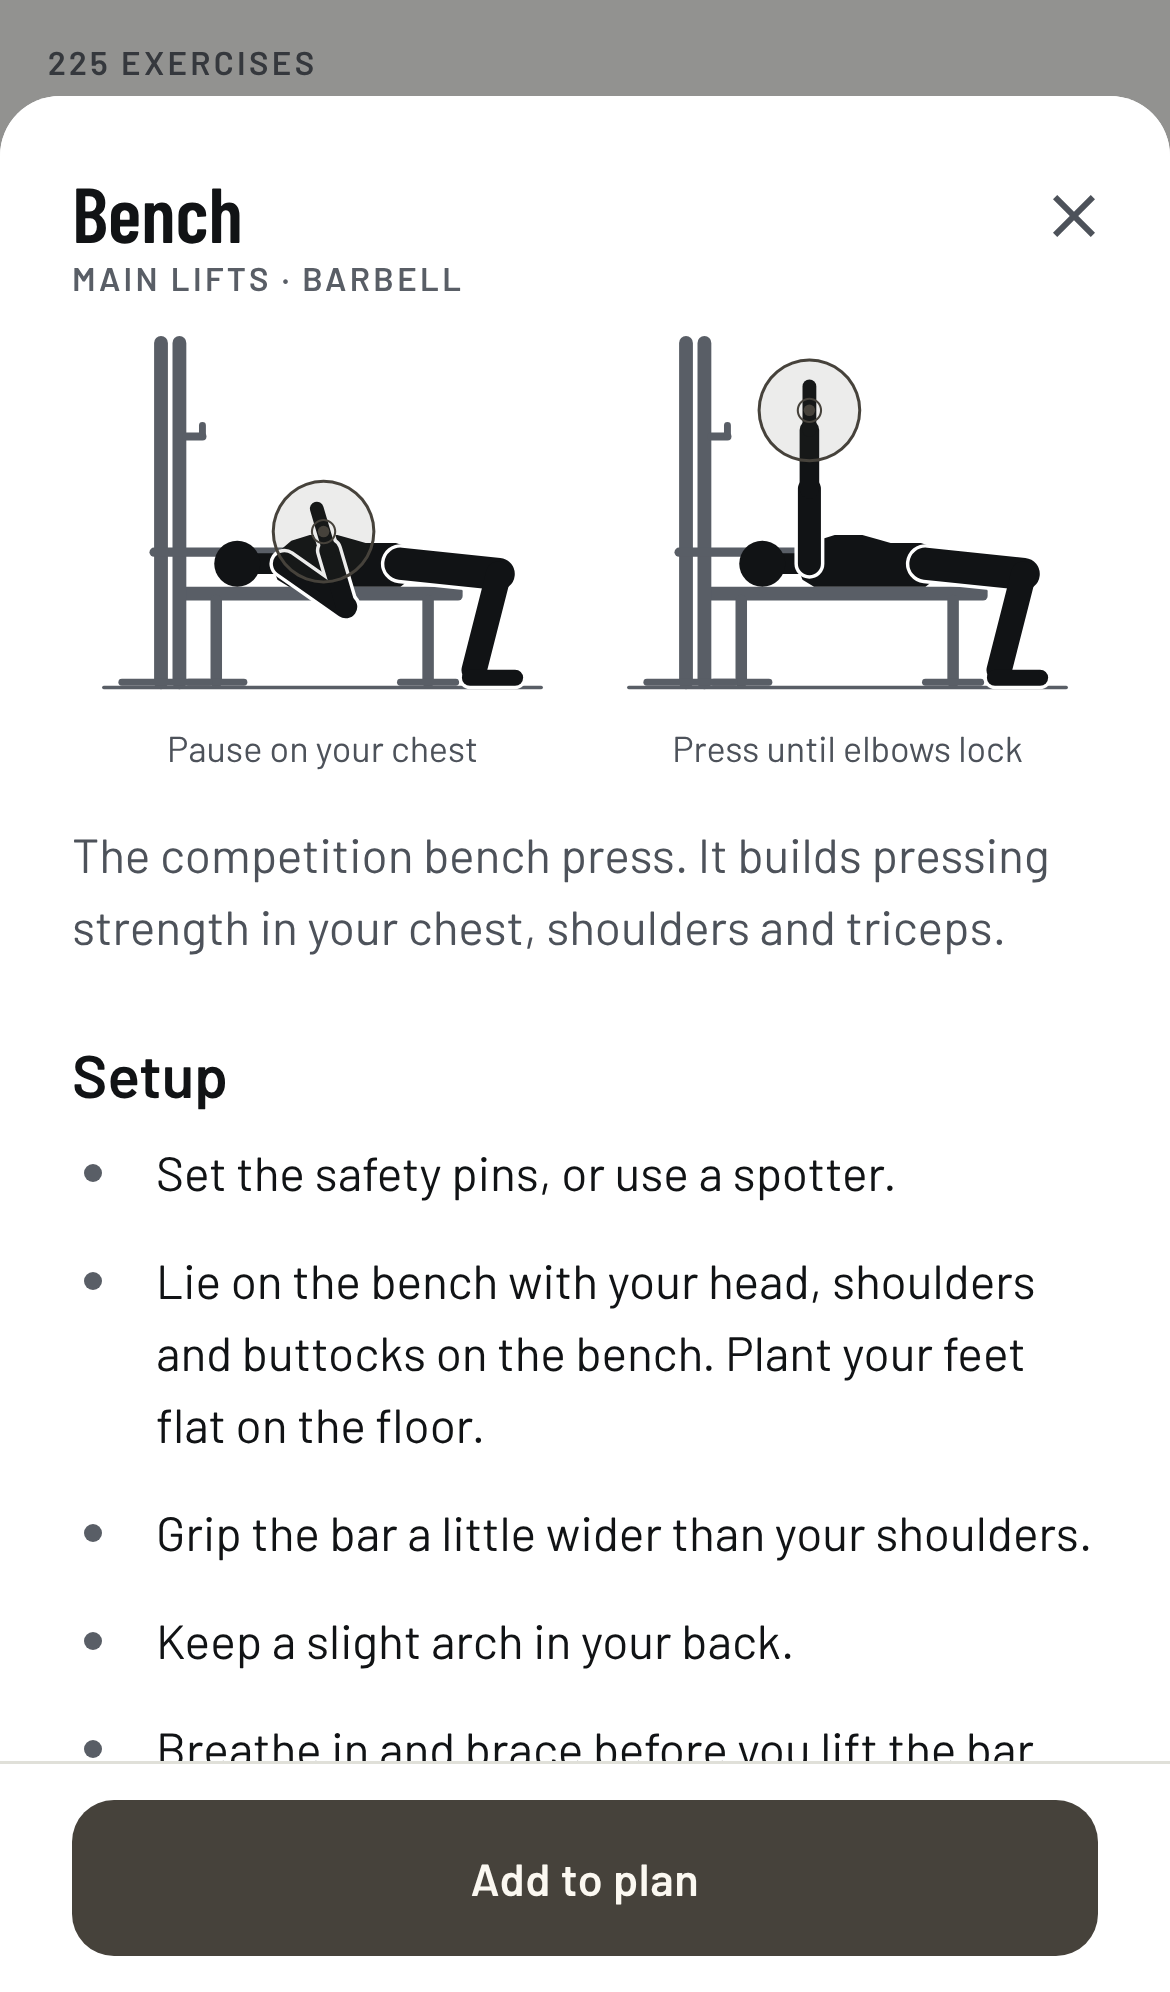 225 EXERCISES
Bench
MAIN LIFTS · BARBELL
Pause on your chest
Press until elbows lock
The competition bench press. It builds pressing
strength in your chest, shoulders and triceps.
Setup
Set the safety pins, or use a spotter.
Lie on the bench with your head, shoulders
and buttocks on the bench. Plant your feet
flat on the floor.
Grip the bar a little wider than your shoulders.
Keep a slight arch in your back.
Breathe in and brace before you lift the bar
Add to plan